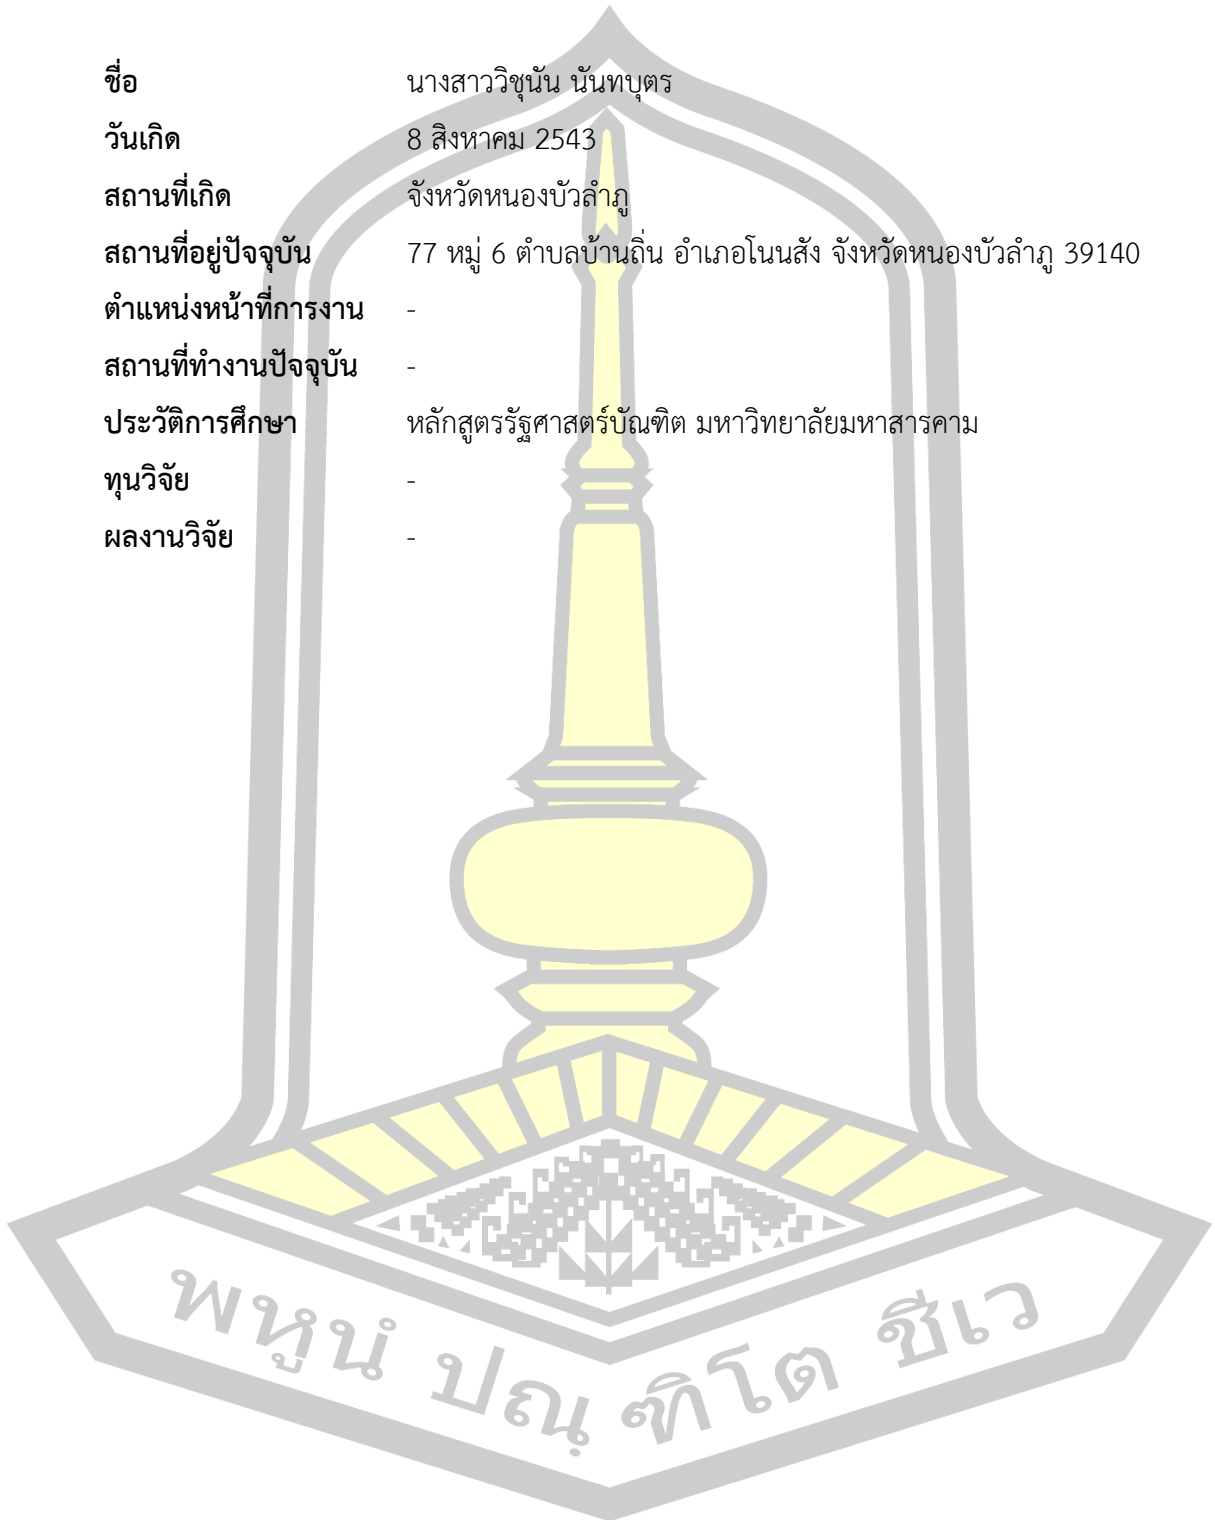 ชื่อ นางสาววิชุนัน นันทบุตร
วันเกิด 8 สิงหาคม 2543
สถานที่เกิด จังหวัดหนองบัวลำภู
สถานที่อยู่ปัจจุบัน 77 หมู่ 6 ตำบลบ้านถิ่น อำเภอโนนสัง จังหวัดหนองบัวลำภู 39140
ตำแหน่งหน้าที่การงาน -
สถานที่ทำงานปัจจุบัน -
ประวัติการศึกษา หลักสูตรรัฐศาสตร์บัณฑิต มหาวิทยาลัยมหาสารคาม
ทุนวิจัย -
ผลงานวิจัย -
พหูนํ ปณฺ ฑิโต ชีเว